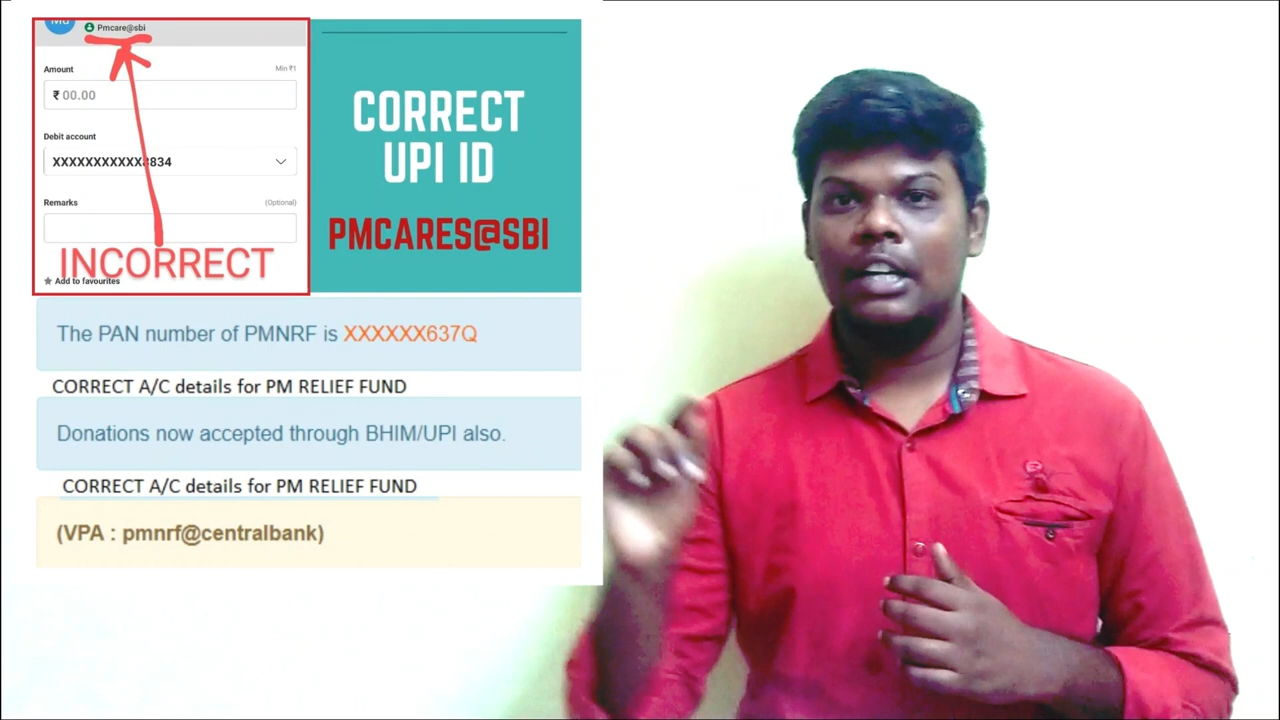 Pmcare@sbi
Amount
Min ₹1
₹ 00.00
Debit account
XXXXXXXXXXX3834
Remarks
(Optional)
INCORRECT
Add to favourites
CORRECT
UPI ID
PMCARES@SBI
The PAN number of PMNRF is XXXXXX637Q
CORRECT A/C details for PM RELIEF FUND
Donations now accepted through BHIM/UPI also.
CORRECT A/C details for PM RELIEF FUND
(VPA : pmnrf@centralbank)